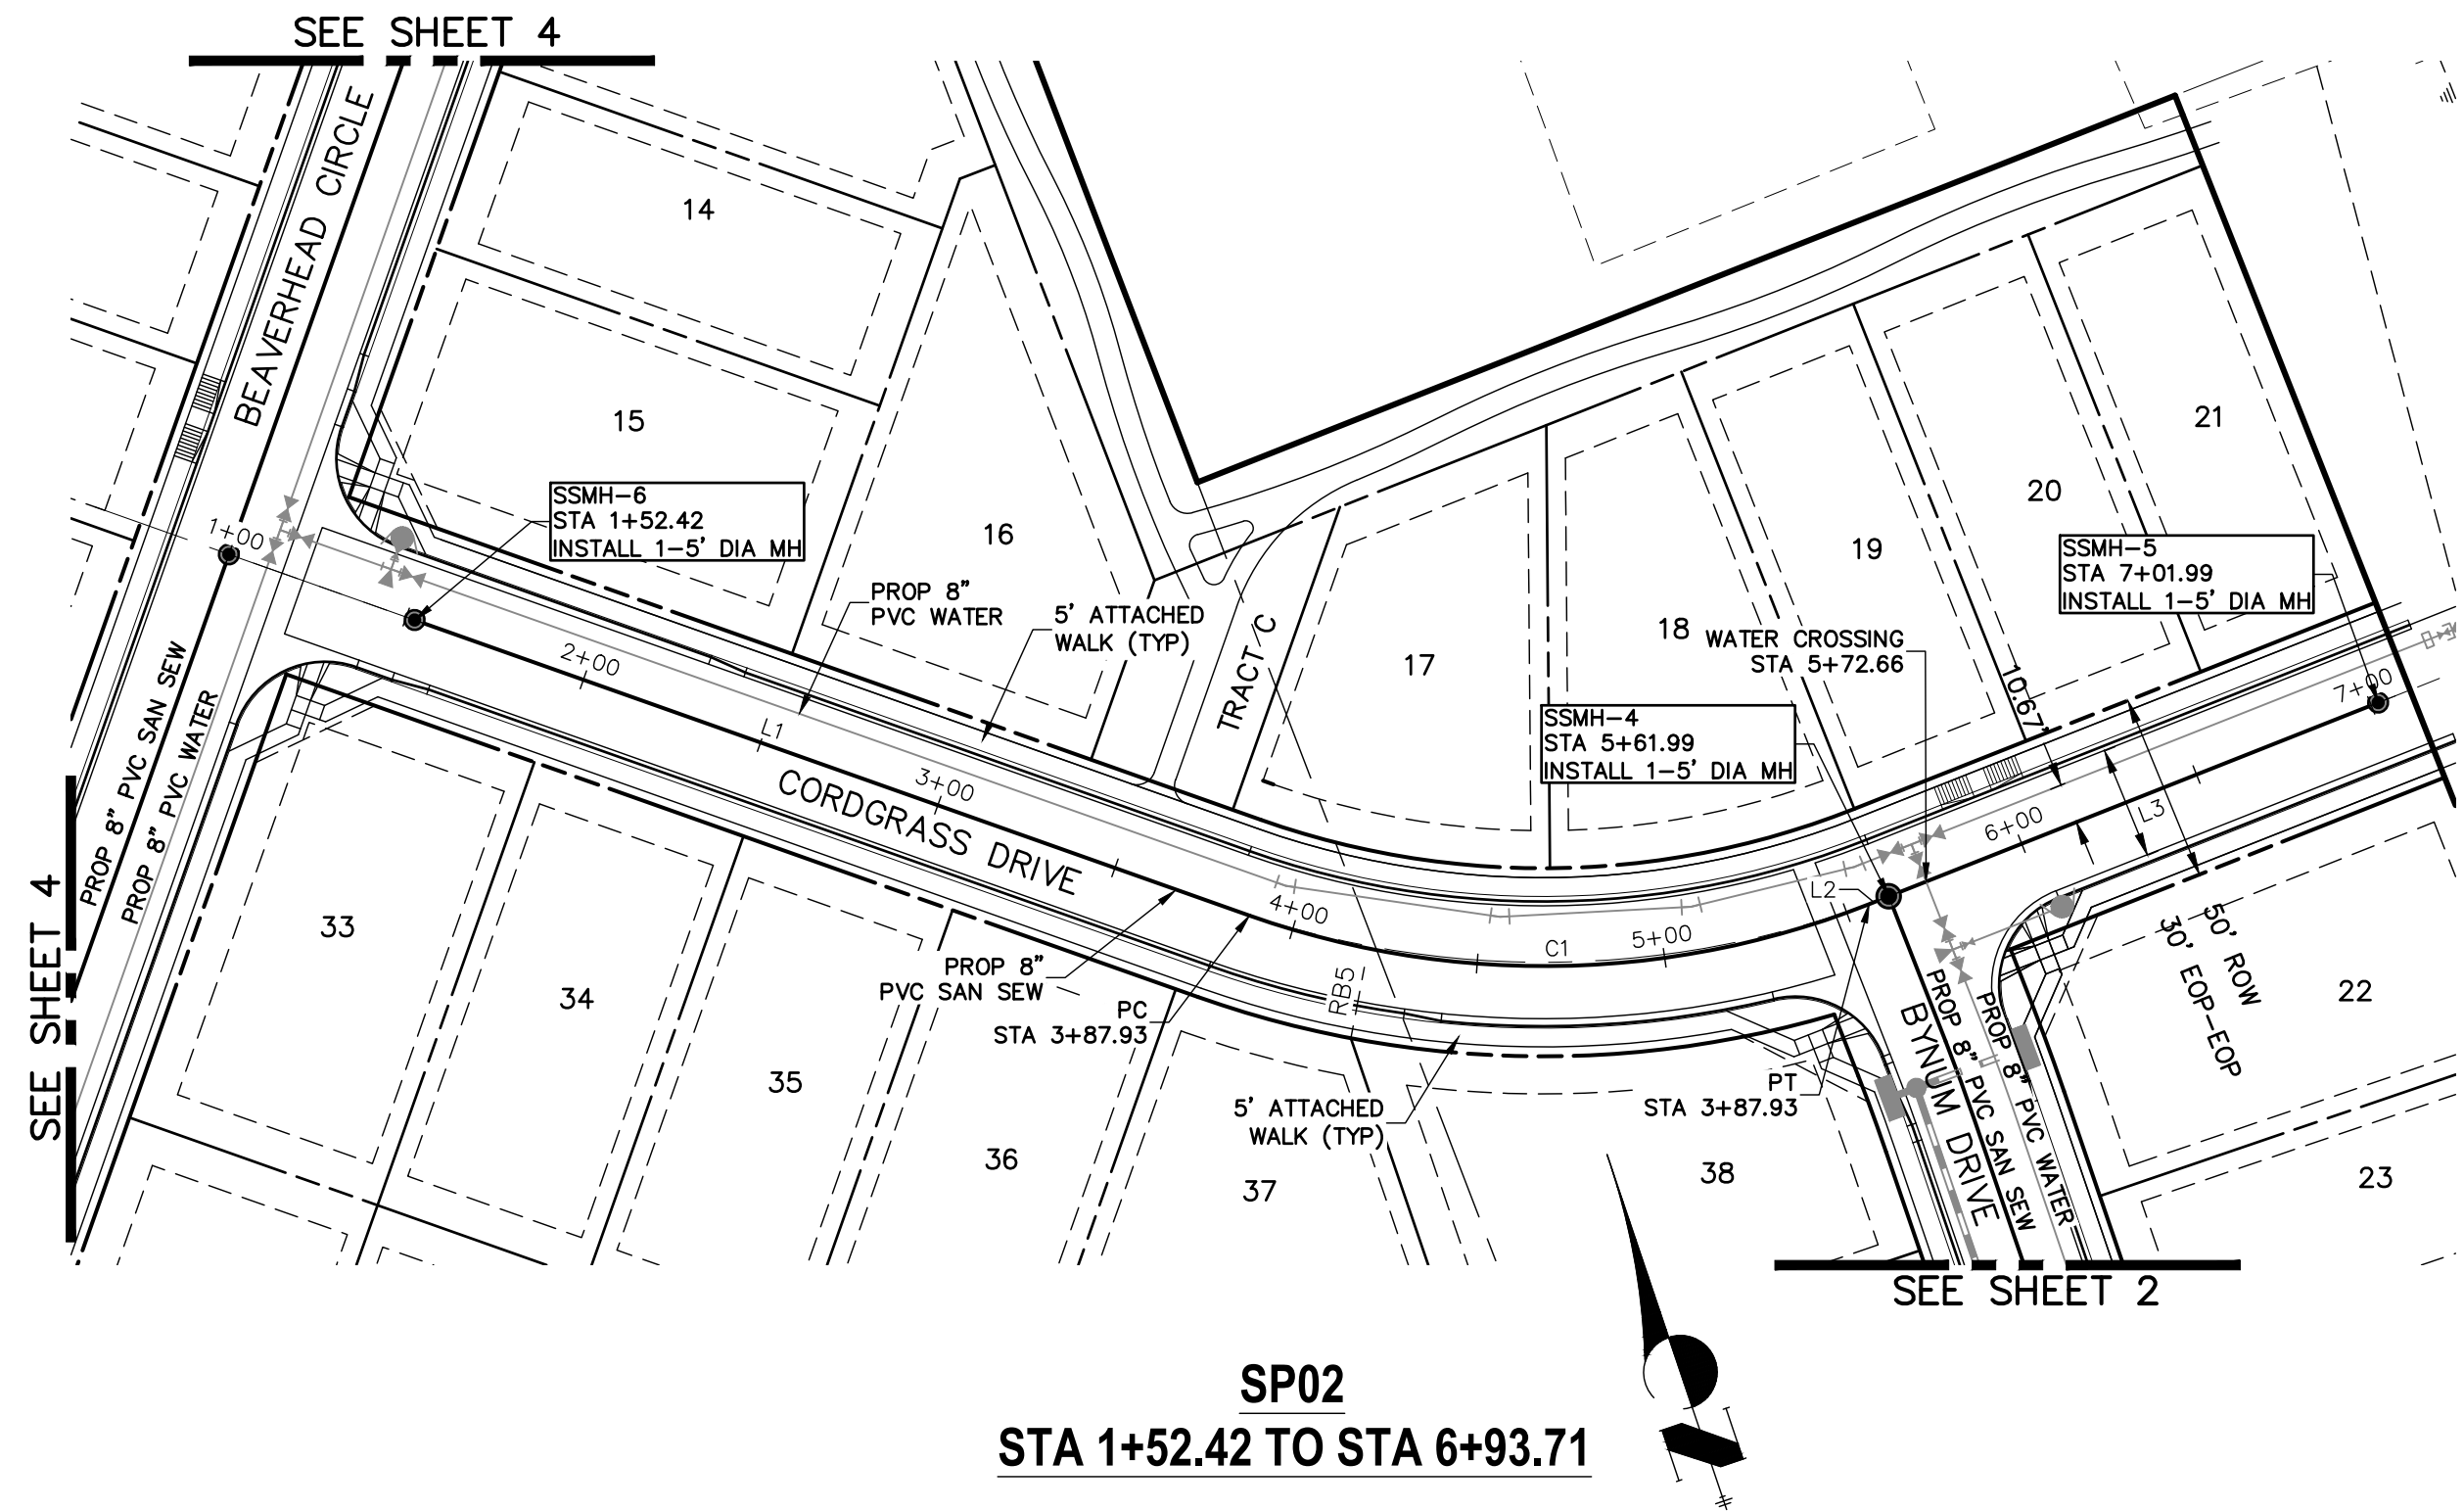 SEE SHEET 4
BEAVERHEAD CIRCLE
14
15
16
17
18
19
20
21
SSMH-6
STA 1+52.42
INSTALL 1-5' DIA MH
1+00
PROP 8"
PVC WATER
5' ATTACHED
WALK (TYP)
TRACT C
WATER CROSSING
STA 5+72.66
SSMH-5
STA 7+01.99
INSTALL 1-5' DIA MH
SSMH-4
STA 5+61.99
INSTALL 1-5' DIA MH
10.67'
7+00
2+00
L1
3+00
CORDGRASS DRIVE
4+00
C1
5+00
L2
6+00
L3
PROP 8" PVC SAN SEW
PROP 8" PVC WATER
SEE SHEET 4
33
34
35
36
37
38
22
23
PROP 8"
PVC SAN SEW
PC
STA 3+87.93
RB5
5' ATTACHED
WALK (TYP)
PT
STA 3+87.93
BYNUM DRIVE
PROP 8" PVC SAN SEW
PROP 8" PVC WATER
50' ROW
30' EOP-EOP
SEE SHEET 2
SP02
STA 1+52.42 TO STA 6+93.71